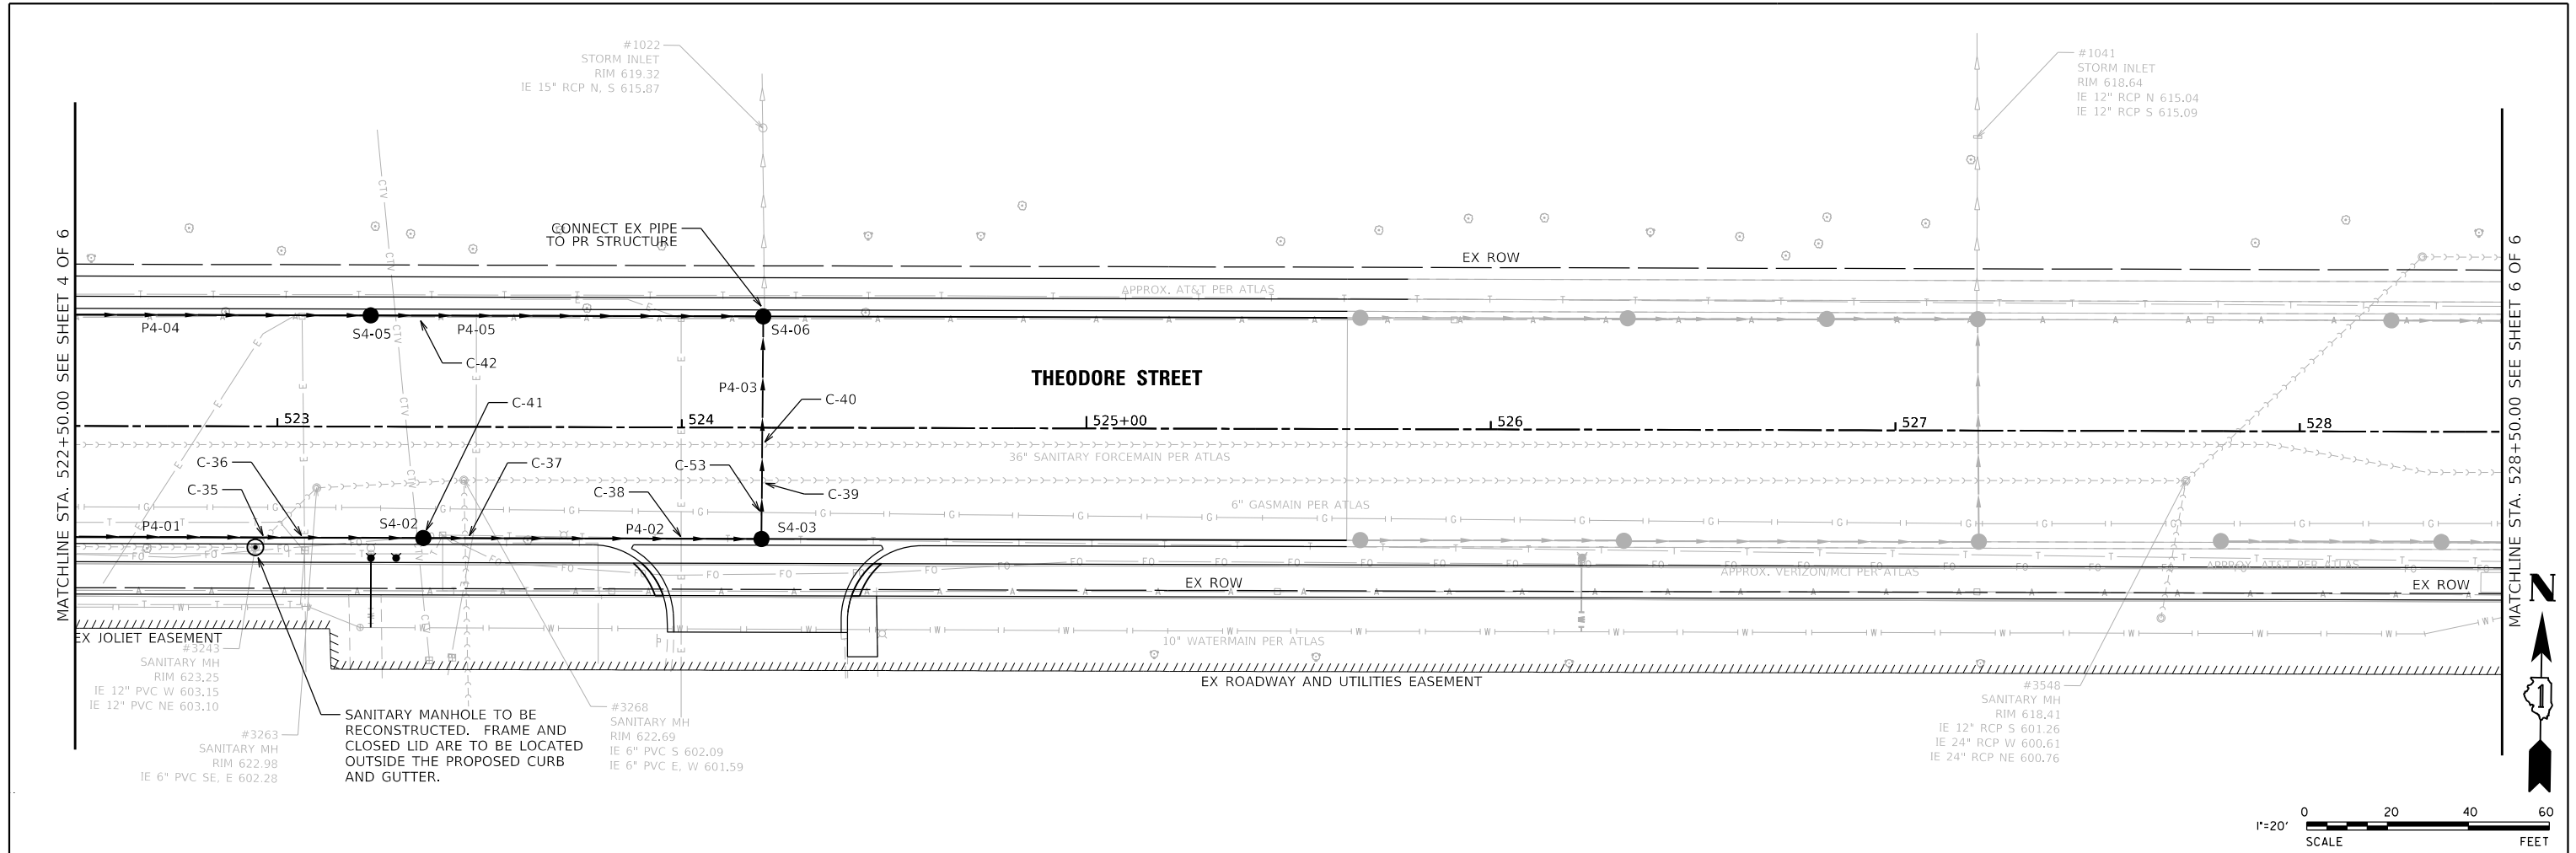 #1022
STORM INLET
RIM 619.32
IE 15" RCP N, S 615.87
#1041
STORM INLET
RIM 618.64
IE 12" RCP N 615.04
IE 12" RCP S 615.09
CTV
CTV
CTV
CTV
CTV
CONNECT EX PIPE
TO PR STRUCTURE
EX ROW
APPROX. AT&T PER ATLAS
P4-04
S4-05
P4-05
S4-06
C-42
P4-03
THEODORE STREET
C-41
C-40
523
524
525+00
526
527
528
36" SANITARY FORCEMAIN PER ATLAS
C-36
C-37
C-53
C-35
C-38
C-39
6" GASMAIN PER ATLAS
P4-01
S4-02
P4-02
S4-03
APPROX. VERIZON/MCI PER ATLAS
APPROX. AT&T PER ATLAS
EX ROW
EX ROW
10" WATERMAIN PER ATLAS
EX JOLIET EASEMENT
EX ROADWAY AND UTILITIES EASEMENT
#3243
SANITARY MH
RIM 623.25
IE 12" PVC W 603.15
IE 12" PVC NE 603.10
#3263
SANITARY MH
RIM 622.98
IE 6" PVC SE, E 602.28
SANITARY MANHOLE TO BE
RECONSTRUCTED. FRAME AND
CLOSED LID ARE TO BE LOCATED
OUTSIDE THE PROPOSED CURB
AND GUTTER.
#3268
SANITARY MH
RIM 622.69
IE 6" PVC S 602.09
IE 6" PVC E, W 601.59
#3548
SANITARY MH
RIM 618.41
IE 12" RCP S 601.26
IE 24" RCP W 600.61
IE 24" RCP NE 600.76
MATCHLINE STA. 522+50.00 SEE SHEET 4 OF 6
MATCHLINE STA. 528+50.00 SEE SHEET 6 OF 6
N
1
1"=20'
0 20 40 60
SCALE FEET